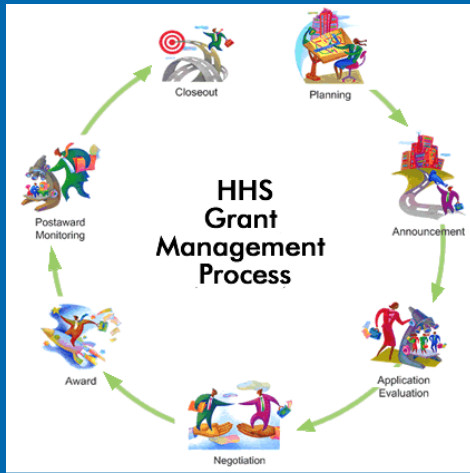 Closeout
Planning
HHS
Grant
Management
Process
Postaward
Monitoring
Announcement
Award
Application
Evaluation
Negotiation